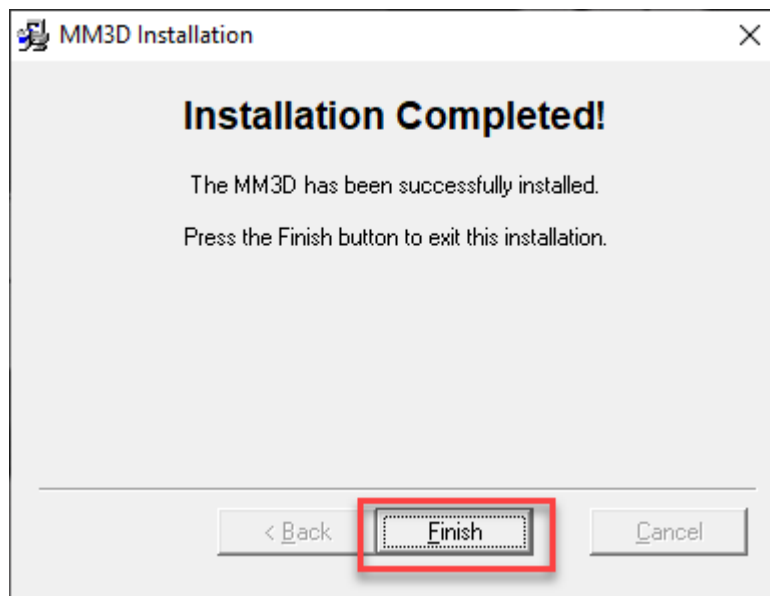 MM3D Installation
Installation Completed!
The MM3D has been successfully installed.
Press the Finish button to exit this installation.
< Back Finish Cancel